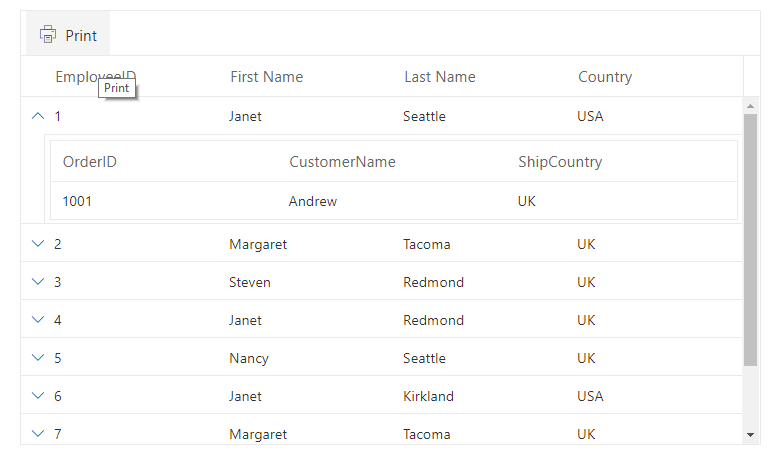 Print
EmployeeID First Name Last Name Country
Print
1 Janet Seattle USA
OrderID CustomerName ShipCountry
1001 Andrew UK
2 Margaret Tacoma UK
3 Steven Redmond UK
4 Janet Redmond UK
5 Nancy Seattle UK
6 Janet Kirkland USA
7 Margaret Tacoma UK